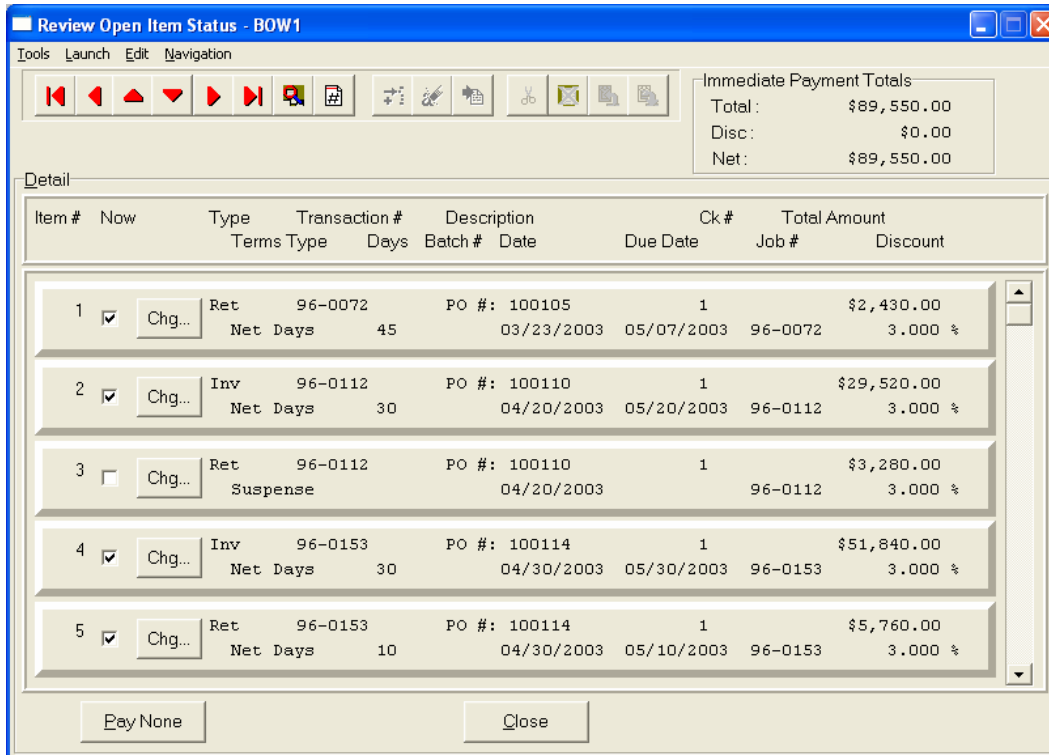 Review Open Item Status - BOW1
Tools Launch Edit Navigation
Immediate Payment Totals
Total: $89,550.00
Disc: $0.00
Net: $89,550.00
Detail
Item # Now Type Transaction # Description Ck # Total Amount
Terms Type Days Batch # Date Due Date Job # Discount
1 Chg... Ret 96-0072 PO #: 100105 1 $2,430.00
Net Days 45 03/23/2003 05/07/2003 96-0072 3.000 %
2 Chg... Inv 96-0112 PO #: 100110 1 $29,520.00
Net Days 30 04/20/2003 05/20/2003 96-0112 3.000 %
3 Chg... Ret 96-0112 PO #: 100110 1 $3,280.00
Suspense 04/20/2003 96-0112 3.000 %
4 Chg... Inv 96-0153 PO #: 100114 1 $51,840.00
Net Days 30 04/30/2003 05/30/2003 96-0153 3.000 %
5 Chg... Ret 96-0153 PO #: 100114 1 $5,760.00
Net Days 10 04/30/2003 05/10/2003 96-0153 3.000 %
Pay None Close